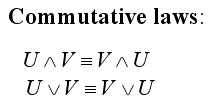 Commutative laws:
U ∧ V ≡ V ∧ U
U ∨ V ≡ V ∨ U